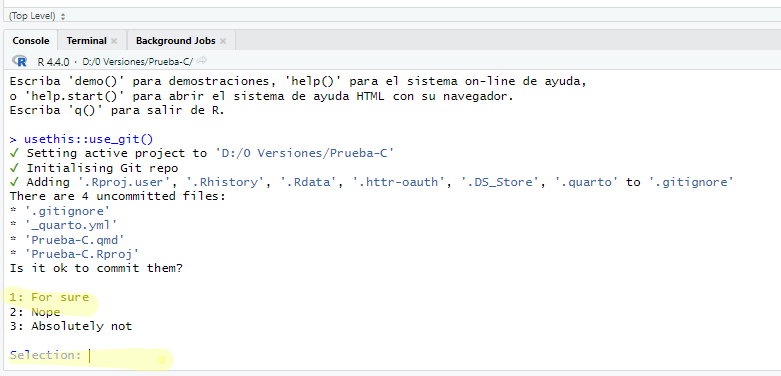 (Top Level)
Console Terminal Background Jobs
R 4.4.0 · D:/0 Versiones/Prueba-C/
Escriba 'demo()' para demostraciones, 'help()' para el sistema on-line de ayuda,
o 'help.start()' para abrir el sistema de ayuda HTML con su navegador.
Escriba 'q()' para salir de R.
> usethis::use_git()
✔ Setting active project to 'D:/0 Versiones/Prueba-C'
✔ Initialising Git repo
✔ Adding '.Rproj.user', '.Rhistory', '.Rdata', '.httr-oauth', '.DS_Store', '.quarto' to '.gitignore'
There are 4 uncommitted files:
* '.gitignore'
* '_quarto.yml'
* 'Prueba-C.qmd'
* 'Prueba-C.Rproj'
Is it ok to commit them?
1: For sure
2: Nope
3: Absolutely not
Selection: